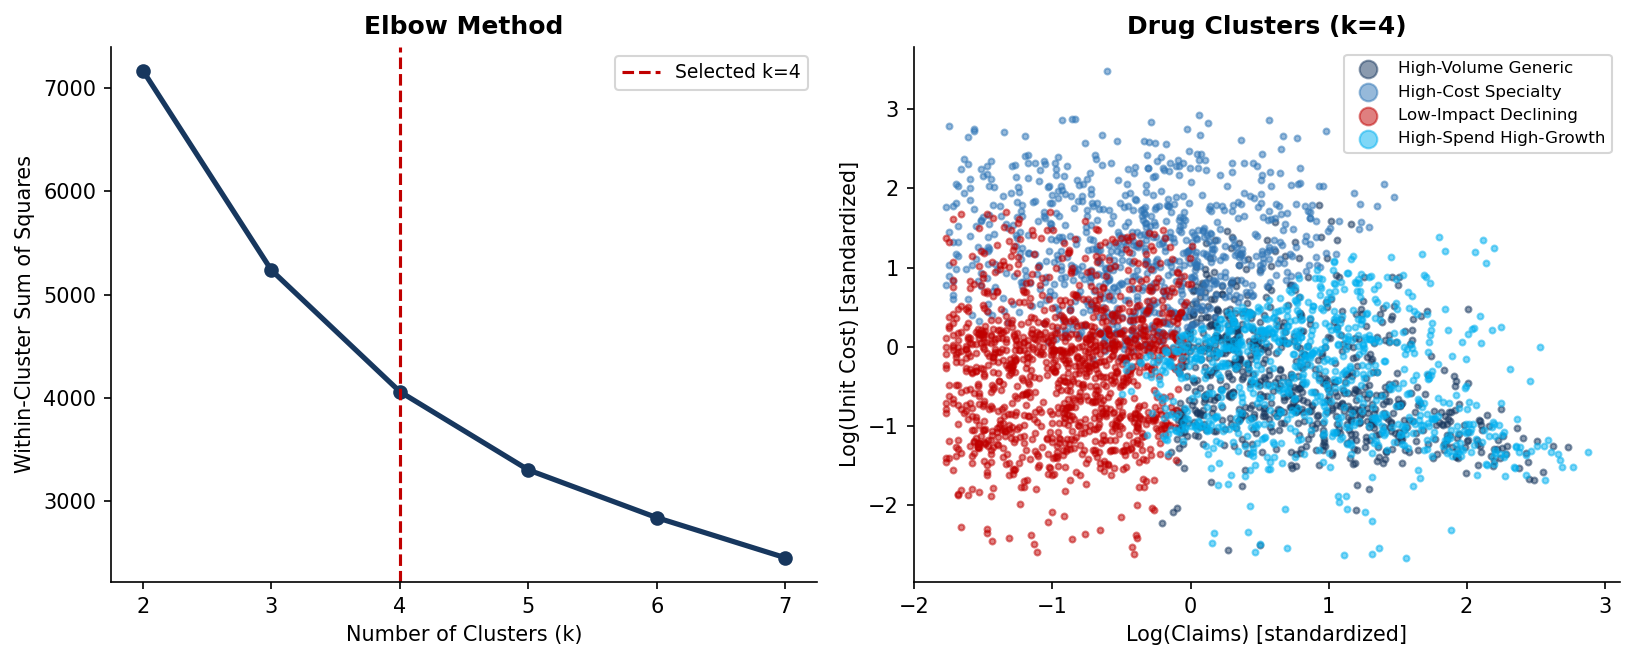 Elbow Method
Selected k=4
Within-Cluster Sum of Squares
7000
6000
5000
4000
3000
2
3
4
5
6
7
Number of Clusters (k)
Drug Clusters (k=4)
High-Volume Generic
High-Cost Specialty
Low-Impact Declining
High-Spend High-Growth
Log(Unit Cost) [standardized]
3
2
1
0
−1
−2
−2
−1
0
1
2
3
Log(Claims) [standardized]